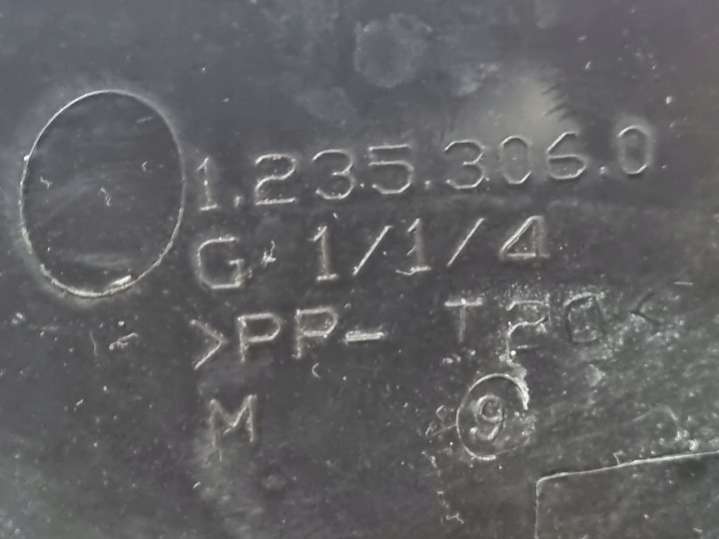 1.235.306.0
G 1/1/4
>PP- T20<
M 9